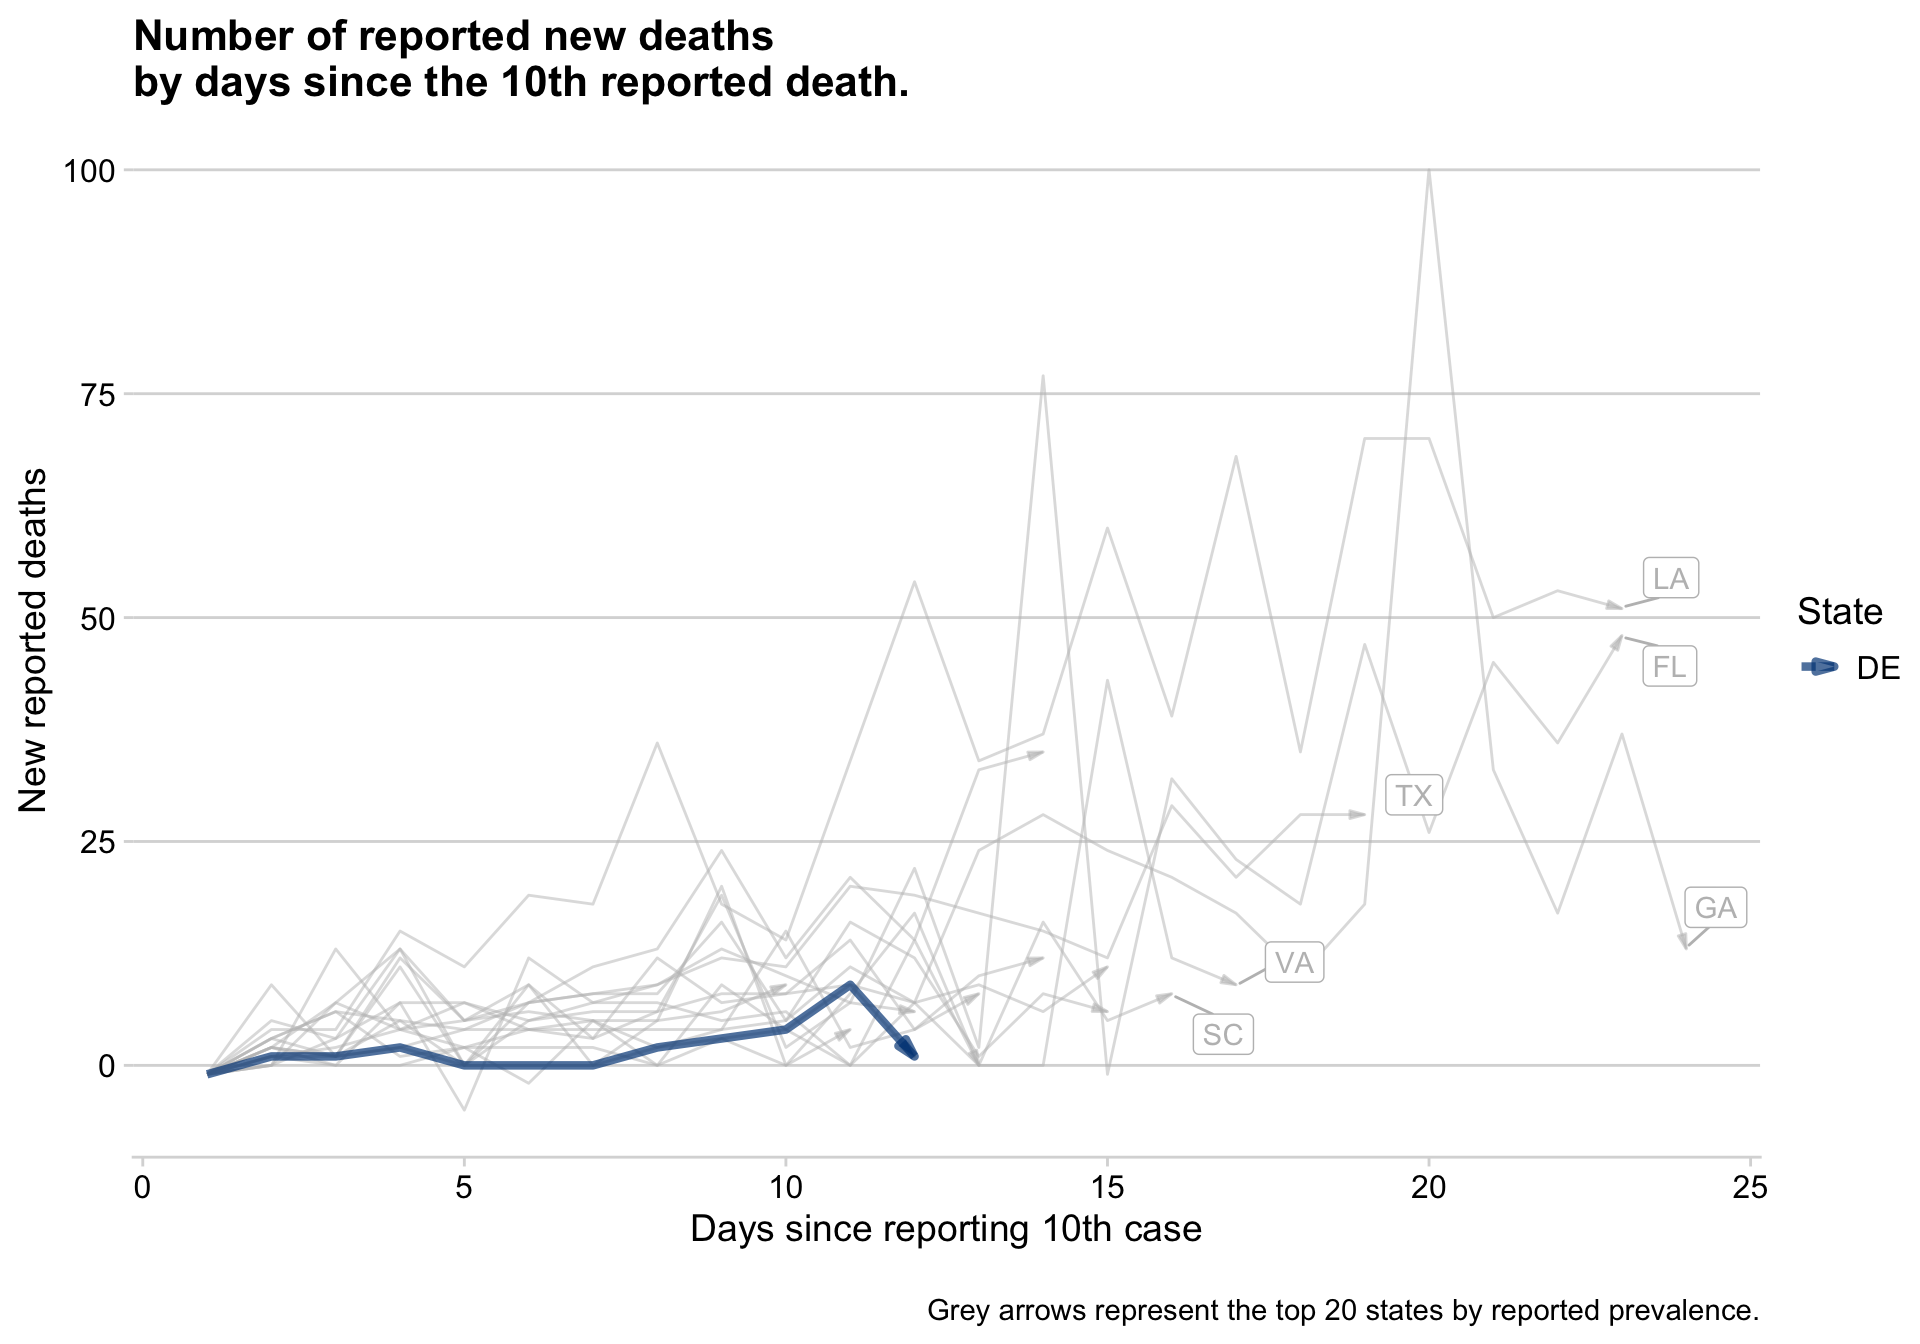 Number of reported new deaths
by days since the 10th reported death.
100
75
50
25
0
New reported deaths
LA
FL
TX
GA
VA
SC
State
DE
0 5 10 15 20 25
Days since reporting 10th case
Grey arrows represent the top 20 states by reported prevalence.